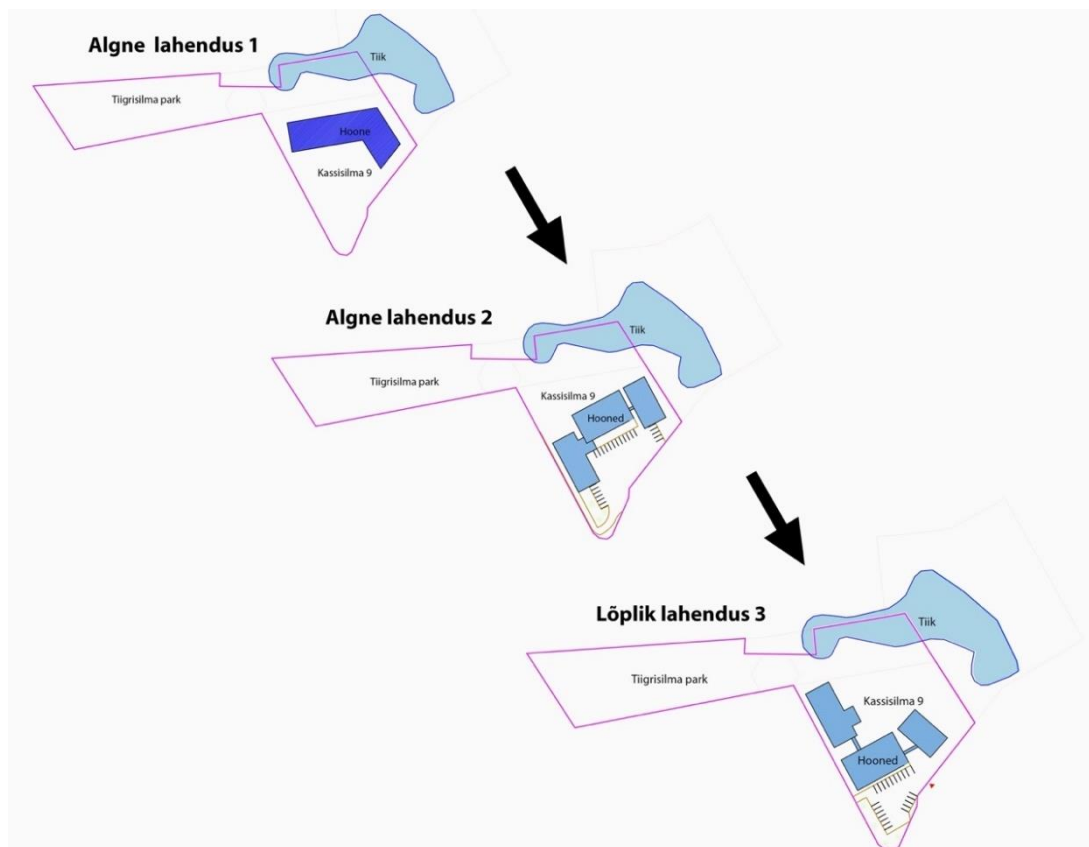 Algne lahendus 1
Tiik
Tiigrisilma park
Hoone
Kassisilma 9
Algne lahendus 2
Tiik
Tiigrisilma park
Kassisilma 9
Hooned
Lõplik lahendus 3
Tiik
Tiigrisilma park
Kassisilma 9
Hooned